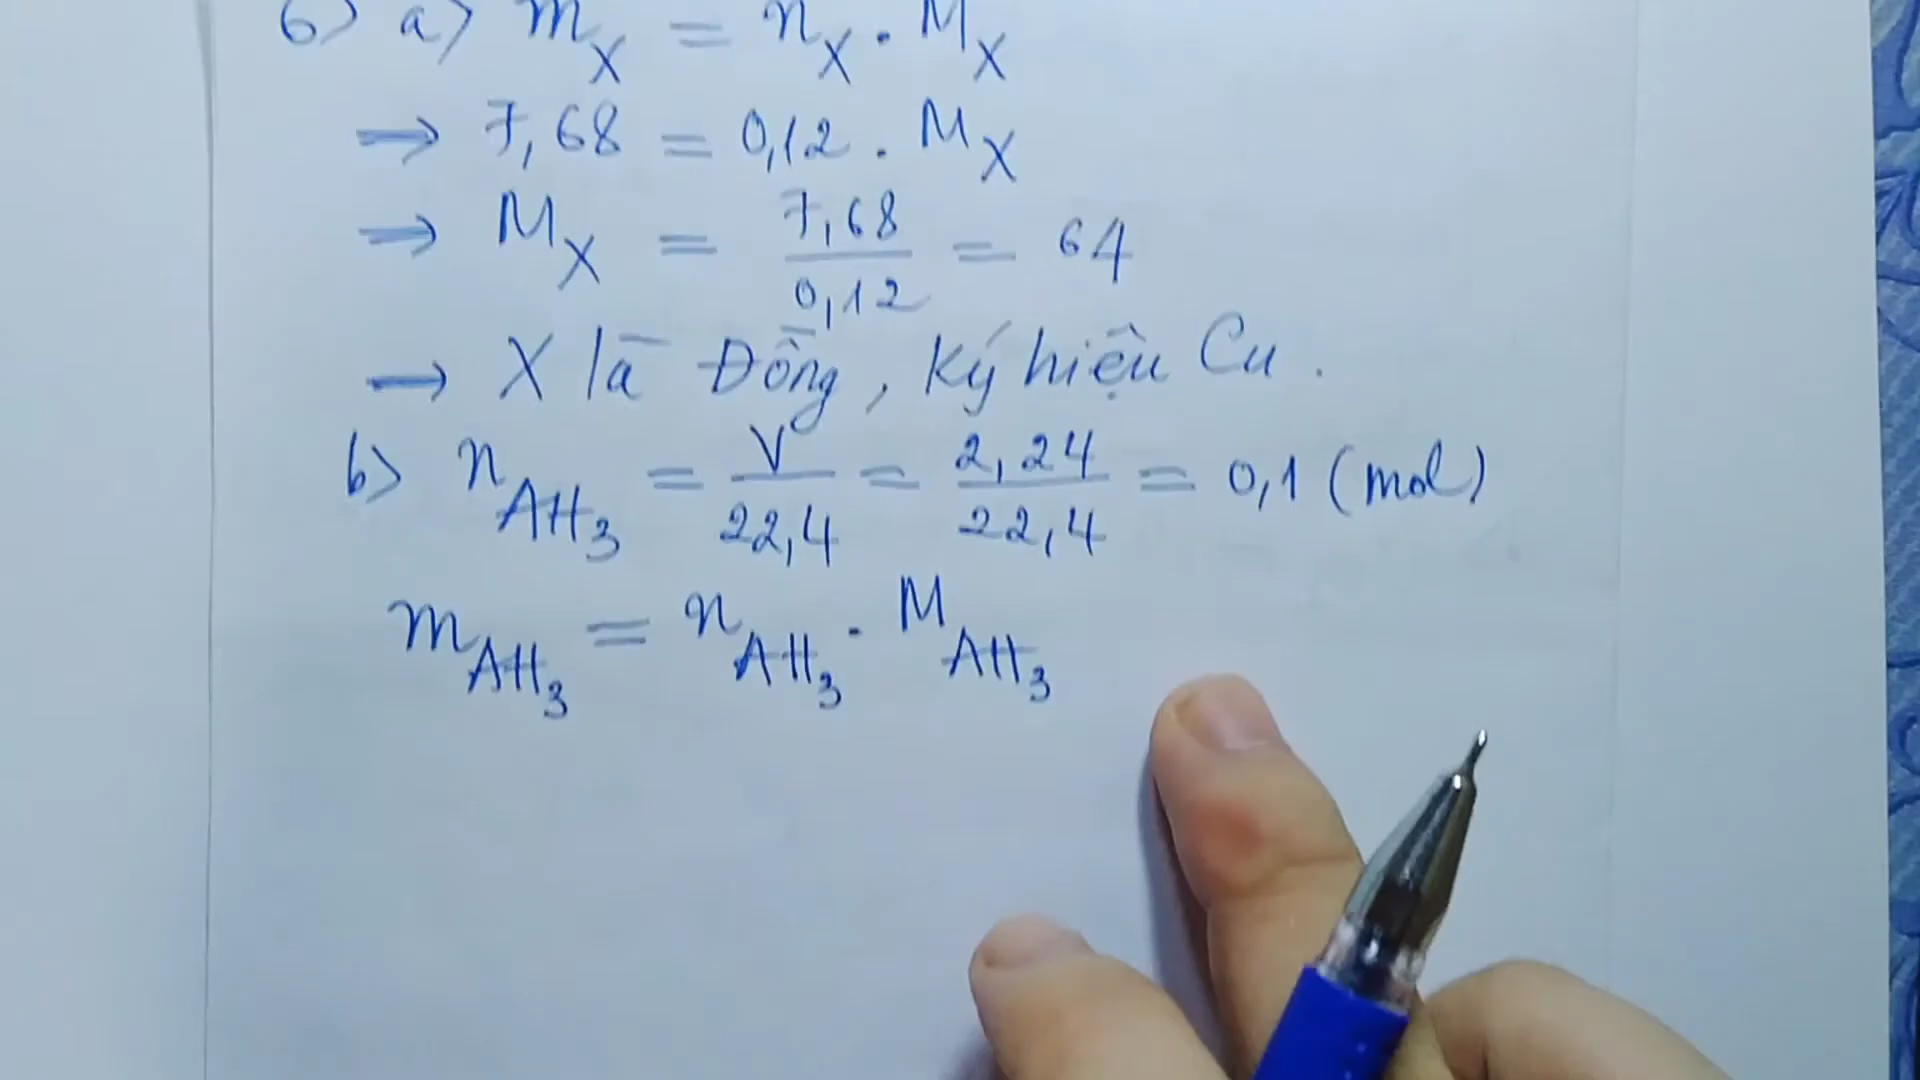 6) a) m_X = n_X . M_X
→ 7,68 = 0,12 . M_X
→ M_X = 7,68/0,12 = 64
→ X là Đồng, Ký hiệu Cu.
b) n_AH₃ = V/22,4 = 2,24/22,4 = 0,1 (mol)
m_AH₃ = n_AH₃ . M_AH₃